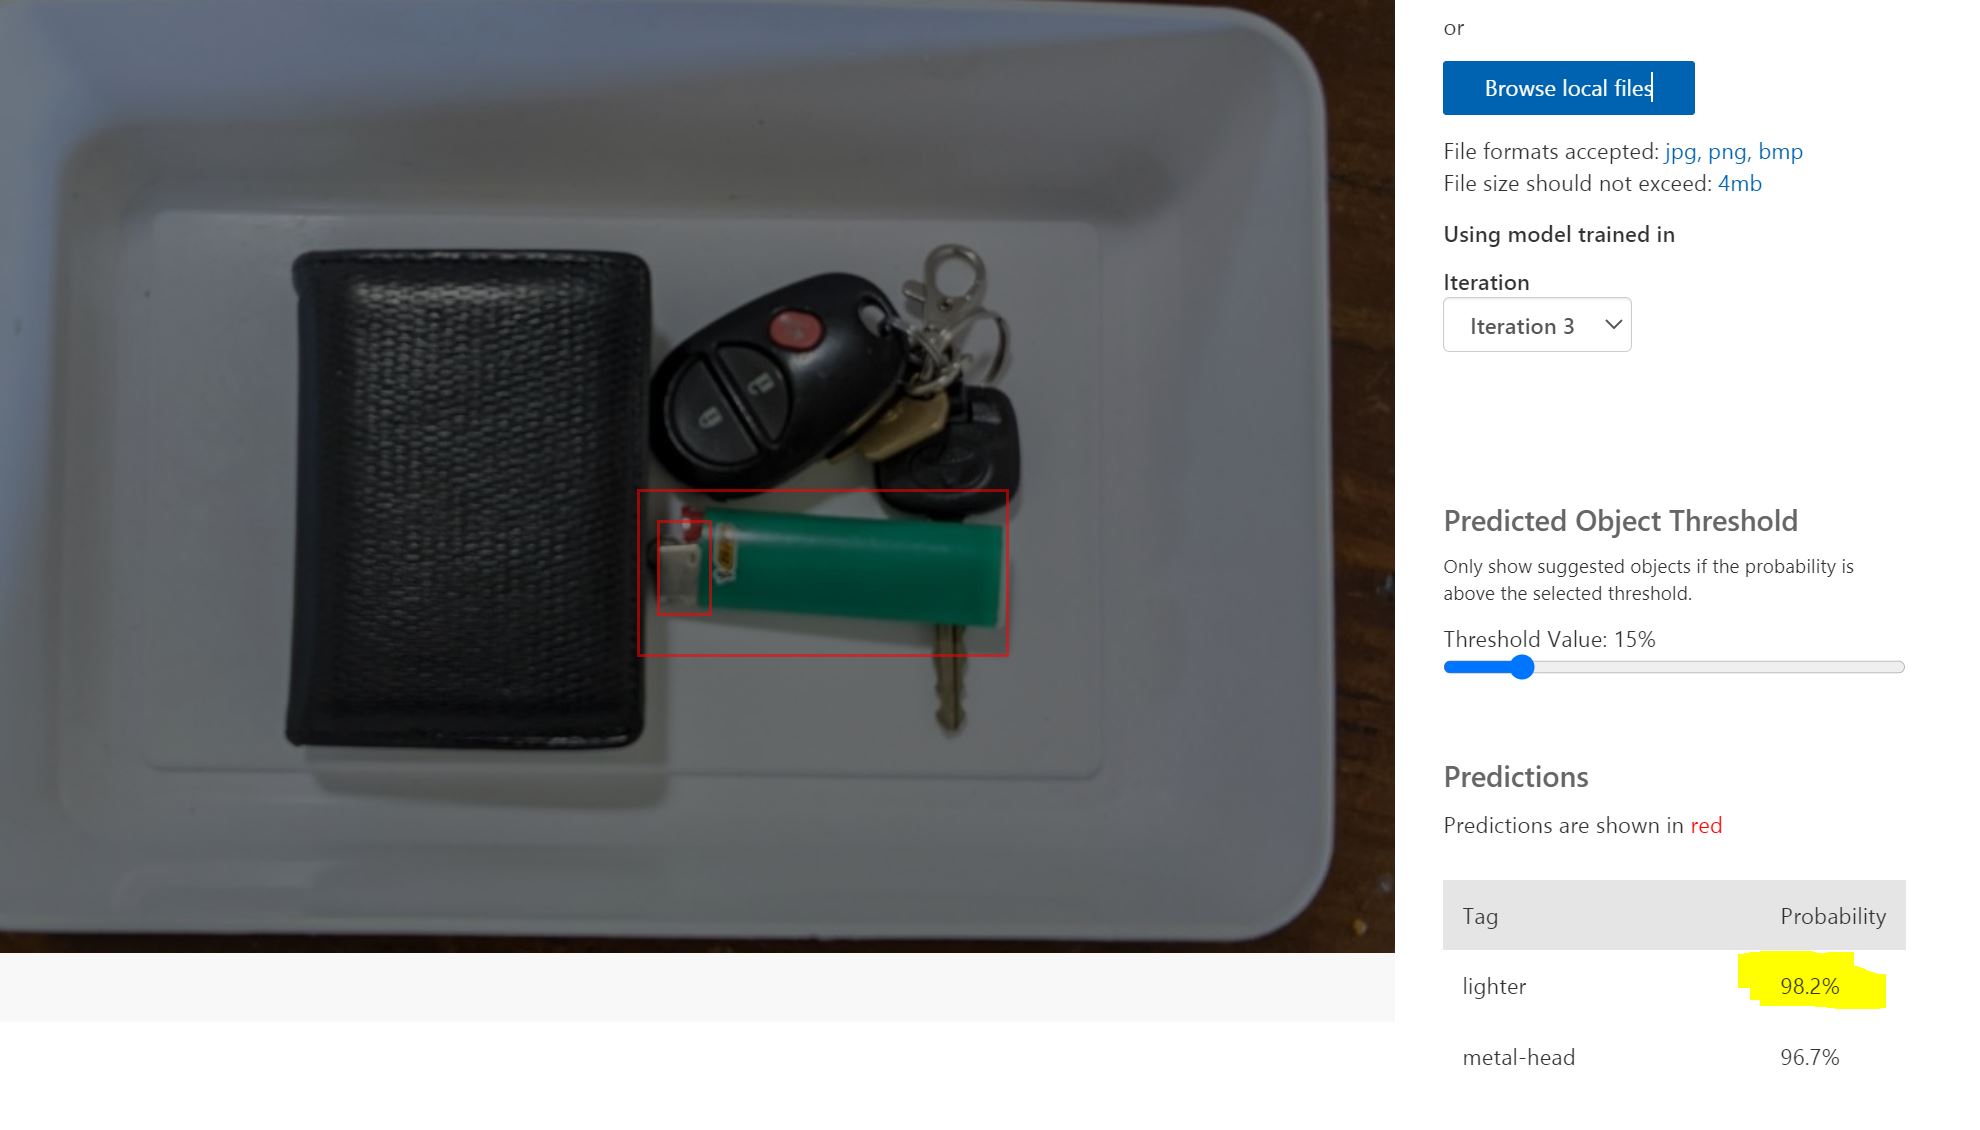 or
Browse local files
File formats accepted: jpg, png, bmp
File size should not exceed: 4mb
Using model trained in
Iteration
Iteration 3
Predicted Object Threshold
Only show suggested objects if the probability is
above the selected threshold.
Threshold Value: 15%
Predictions
Predictions are shown in red
Tag Probability
lighter 98.2%
metal-head 96.7%